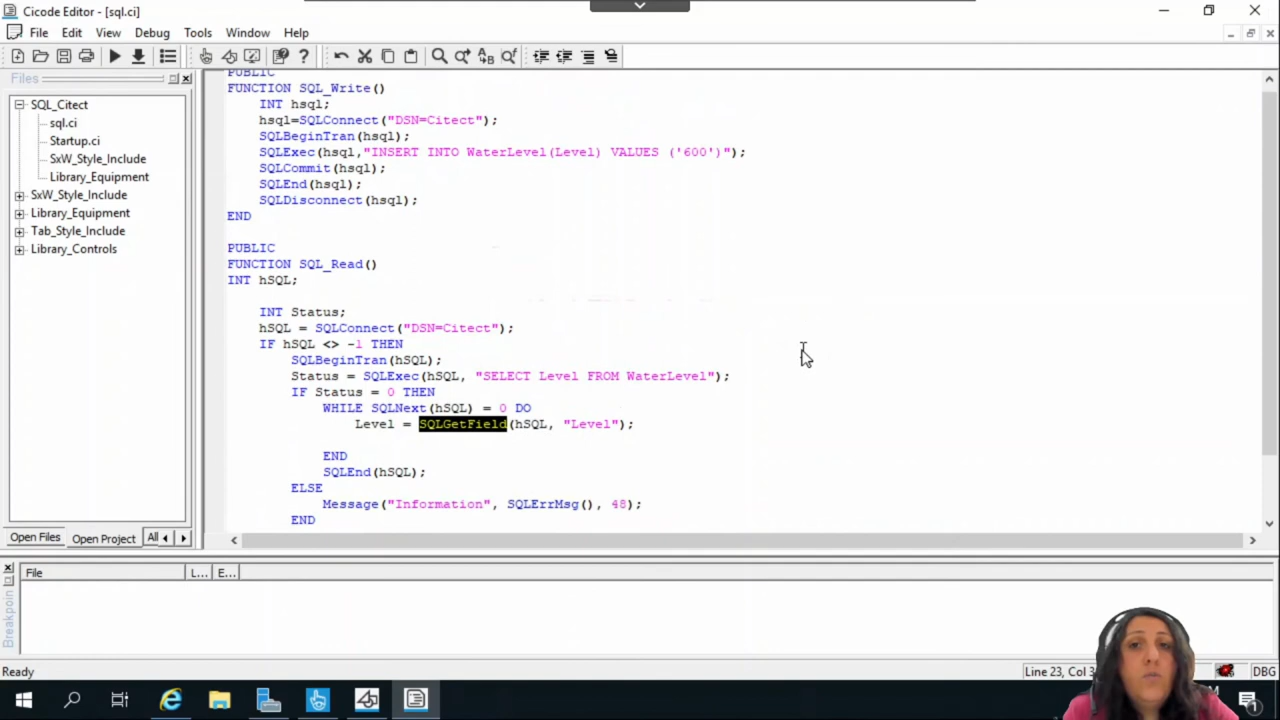 Cicode Editor - [sql.ci]
File Edit View Debug Tools Window Help
Files
SQL_Citect
sql.ci
Startup.ci
SxW_Style_Include
Library_Equipment
SxW_Style_Include
Library_Equipment
Tab_Style_Include
Library_Controls
Open Files Open Project All
PUBLIC
FUNCTION SQL_Write()
INT hsql;
hsql=SQLConnect("DSN=Citect");
SQLBeginTran(hsql);
SQLExec(hsql,"INSERT INTO WaterLevel(Level) VALUES ('600')");
SQLCommit(hsql);
SQLEnd(hsql);
SQLDisconnect(hsql);
END
PUBLIC
FUNCTION SQL_Read()
INT hSQL;
INT Status;
hSQL = SQLConnect("DSN=Citect");
IF hSQL <> -1 THEN
SQLBeginTran(hSQL);
Status = SQLExec(hSQL, "SELECT Level FROM WaterLevel");
IF Status = 0 THEN
WHILE SQLNext(hSQL) = 0 DO
Level = SQLGetField(hSQL, "Level");
END
SQLEnd(hSQL);
ELSE
Message("Information", SQLErrMsg(), 48);
END
File L... E...
Breakpoin
Ready
Line 23, Col DBG